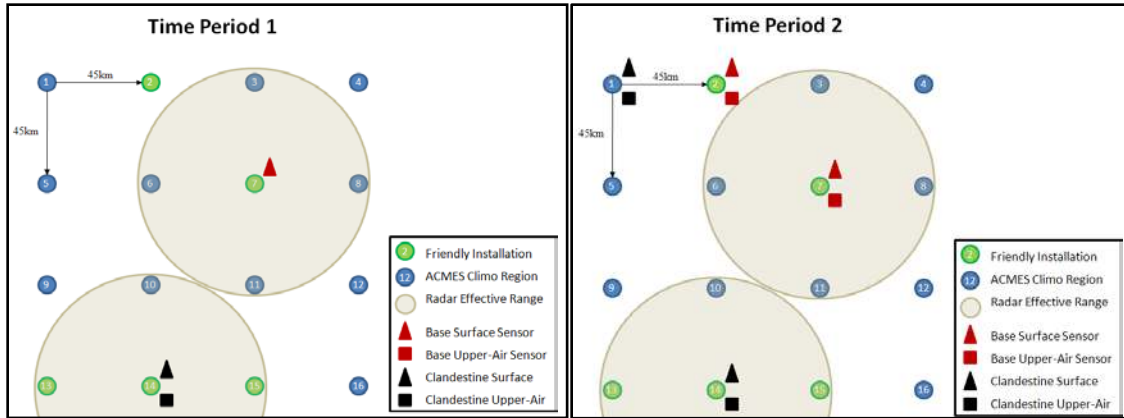 Time Period 1
1
45km
2
3
4
45km
5
6
7
8
9
10
11
12
13
14
15
16
2 Friendly Installation
12 ACMES Climo Region
Radar Effective Range
Base Surface Sensor
Base Upper-Air Sensor
Clandestine Surface
Clandestine Upper-Air
Time Period 2
1
45km
2
3
4
45km
5
6
7
8
9
10
11
12
13
14
15
16
2 Friendly Installation
12 ACMES Climo Region
Radar Effective Range
Base Surface Sensor
Base Upper-Air Sensor
Clandestine Surface
Clandestine Upper-Air